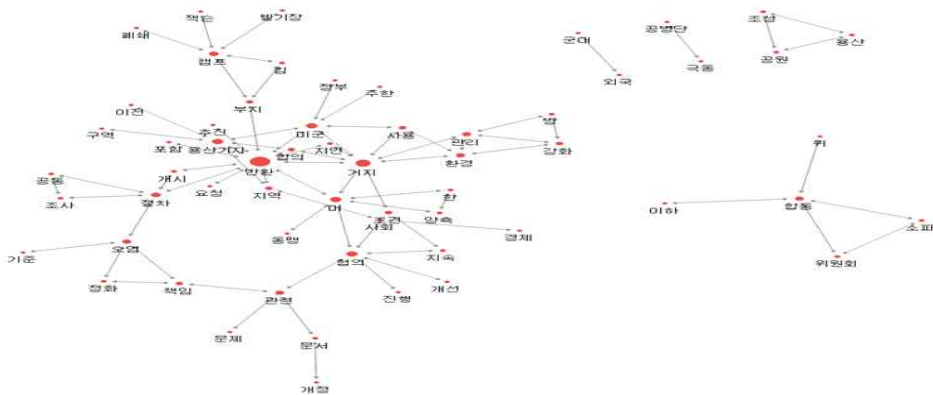 잭슨
발기장
폐쇄
캠프
킴
군대
외국
공병단
극동
조성
용산
공원
이전
부지
정부
주한
구역
추진
미군
사용
포함
용산기지
협의
지연
관리
방
강화
환경
반환
기지
공동
개시
조사
절차
요청
지역
미
한
양측
조건
사회
동맹
경제
위
이하
합동
소파
위원회
기준
오염
협약
지속
정화
책임
관련
진행
개선
문제
문서
개정